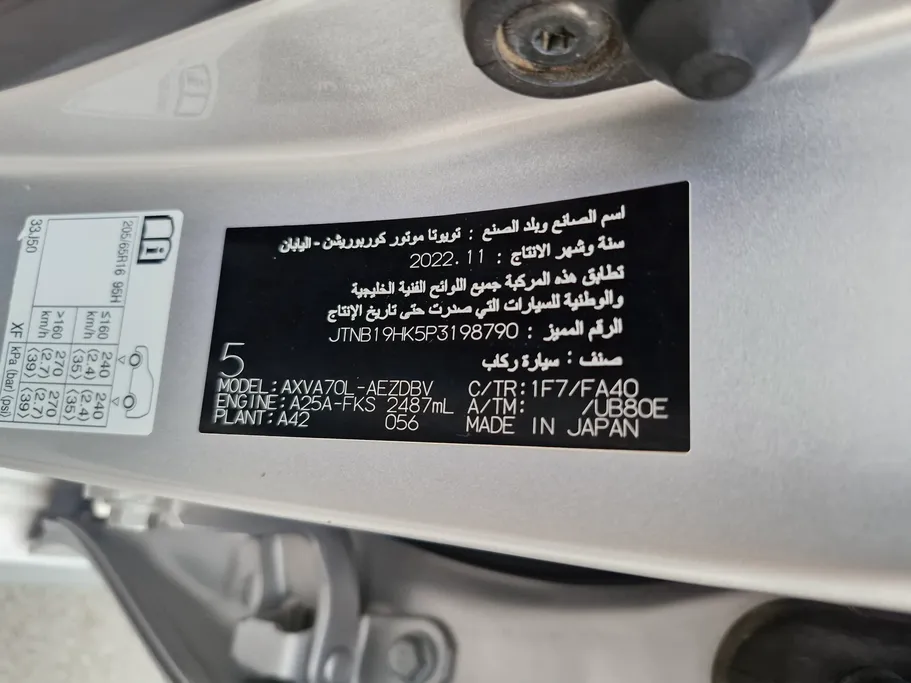 اسم الصانع وبلد الصنع : تويوتا موتور كوربوريشن - اليابان
سنة وشهر الانتاج : 2022.11
تطابق هذه المركبة جميع اللوائح الفنية الخليجية
والوطنية للسيارات التي صدرت حتى تاريخ الإنتاج
الرقم المميز : JTNB19HK5P3198790
صنف : سيارة ركاب
5
MODEL:AXVA70L-AEZDBV C/TR:1F7/FA40
ENGINE:A25A-FKS 2487mL A/TM: /UB80E
PLANT:A42 056 MADE IN JAPAN
33J50
205/65R16 95H
≤160 km/h 240 (2.4) ⟨35⟩ 240 (2.4) ⟨35⟩
>160 km/h 270 (2.7) ⟨39⟩ 270 (2.7) ⟨39⟩
XF kPa (bar) ⟨psi⟩